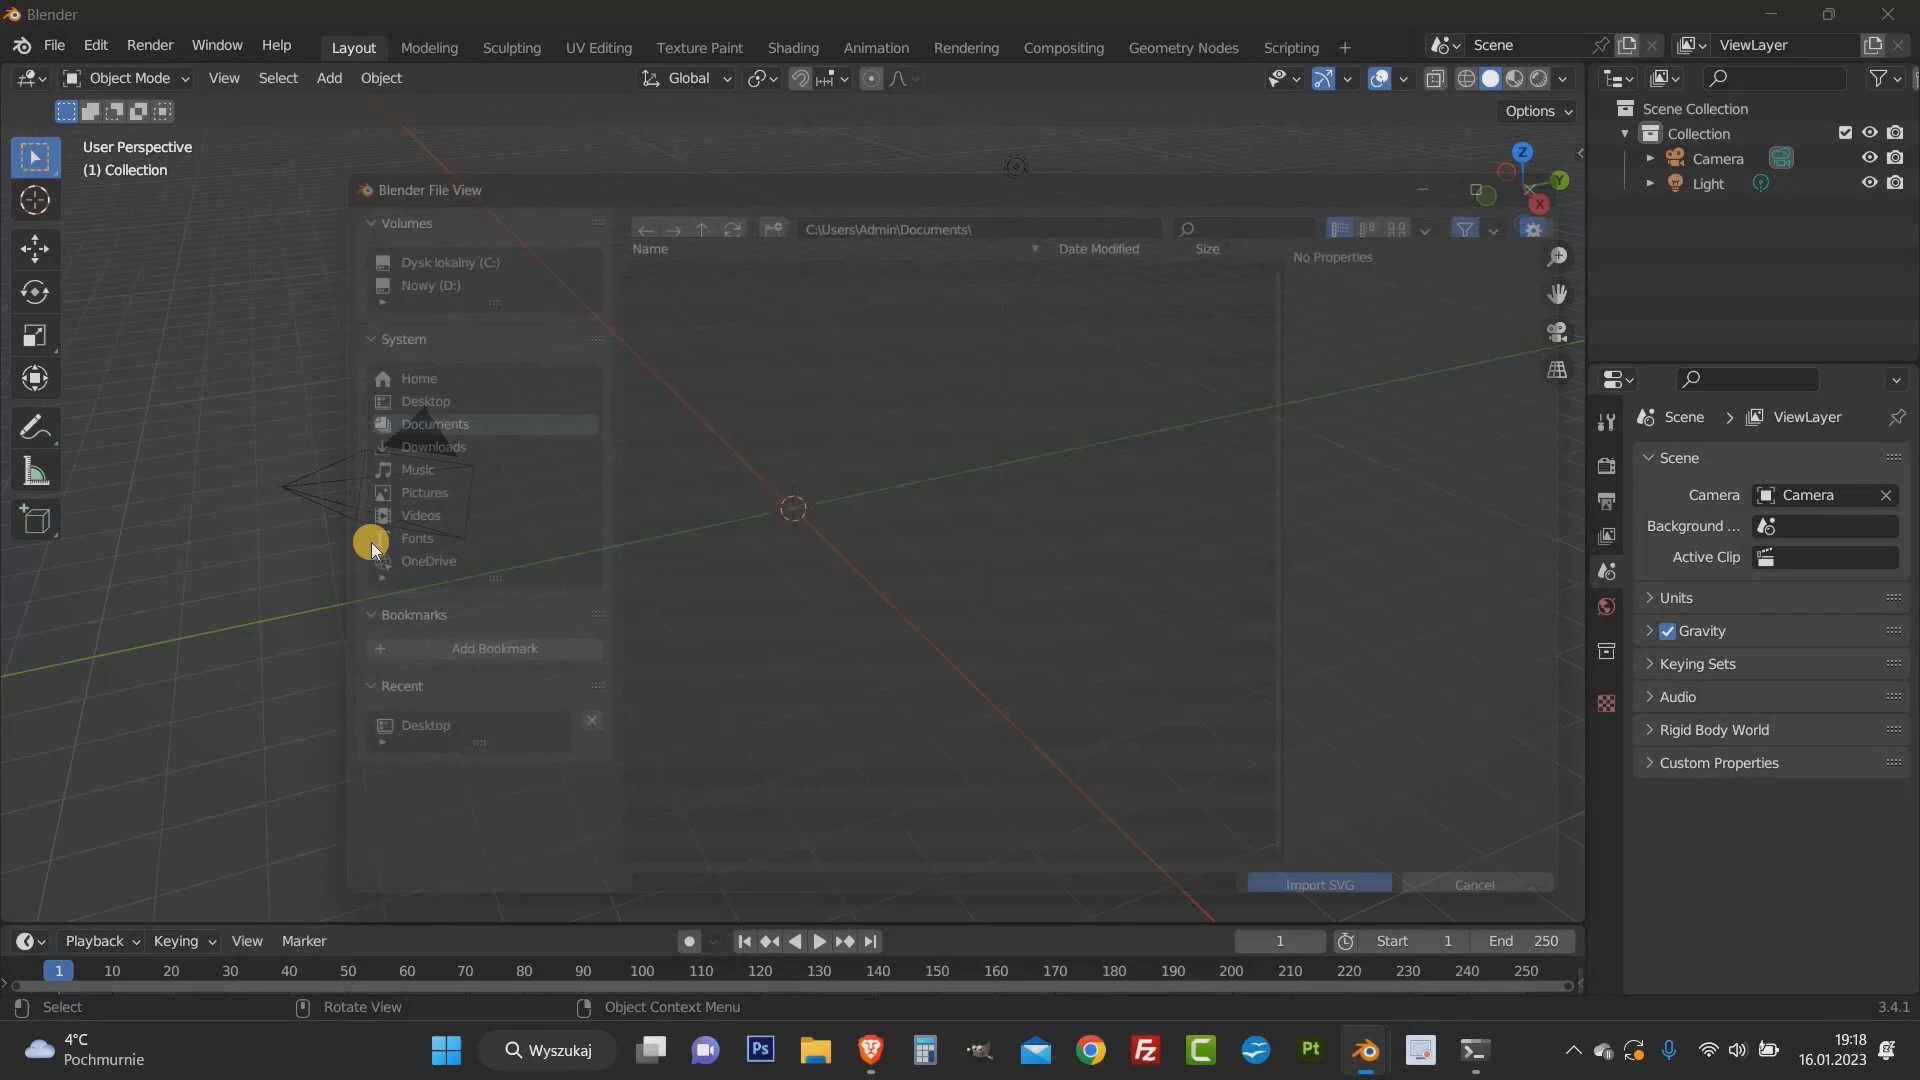 Blender
File Edit Render Window Help Layout Modeling Sculpting UV Editing Texture Paint Shading Animation Rendering Compositing Geometry Nodes Scripting + Scene ViewLayer
Object Mode View Select Add Object Global
Options
User Perspective
(1) Collection
Z
Y
X
Scene Collection
Collection
Camera
Light
Blender File View
Volumes
C:\Users\Admin\Documents\
Name Date Modified Size
No Properties
Dysk lokalny (C:)
Nowy (D:)
System
Home
Desktop
Documents
Downloads
Music
Pictures
Videos
Fonts
OneDrive
Bookmarks
Add Bookmark
Recent
Desktop
Import SVG Cancel
Scene > ViewLayer
Scene
Camera Camera
Background ...
Active Clip
Units
Gravity
Keying Sets
Audio
Rigid Body World
Custom Properties
Playback Keying View Marker 1 Start 1 End 250
1 10 20 30 40 50 60 70 80 90 100 110 120 130 140 150 160 170 180 190 200 210 220 230 240 250
Select Rotate View Object Context Menu 3.4.1
4°C
Pochmurnie
Wyszukaj
Ps
Fz
C
Pt
19:18
16.01.2023